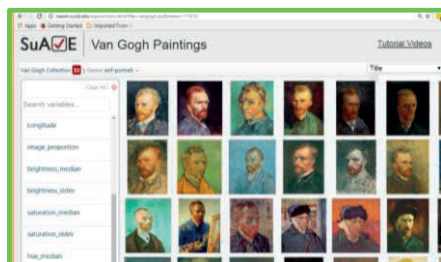 Apps Getting Started Imported From
SuAVE Van Gogh Paintings Tutorial Videos
Van Gogh Collection Genre: self-portrait
Title
Clear All
Search variables...
Longitude
image_proportion
brightness_median
brightness_stdev
saturation_median
saturation_stdev
hue_median